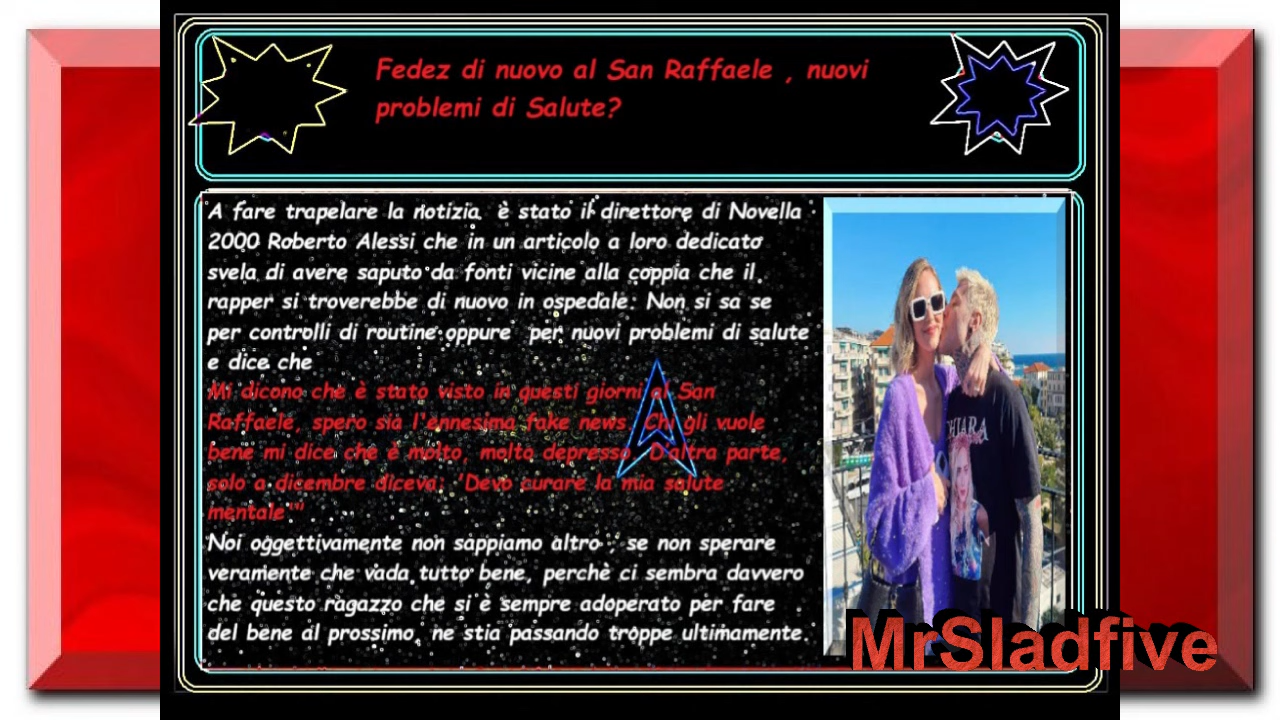 Fedez di nuovo al San Raffaele , nuovi
problemi di Salute?
A fare trapelare la notizia è stato il direttore di Novella
2000 Roberto Alessi che in un articolo a loro dedicato
svela di avere saputo da fonti vicine alla coppia che il
rapper si troverebbe di nuovo in ospedale. Non si sa se
per controlli di routine oppure per nuovi problemi di salute
e dice che
Mi dicono che è stato visto in questi giorni al San
Raffaele, spero sia l'ennesima fake news. Chi gli vuole
bene mi dice che è molto, molto depresso. D'altra parte,
solo a dicembre diceva: 'Devo curare la mia salute
mentale'"
Noi oggettivamente non sappiamo altro , se non sperare
veramente che vada tutto bene, perchè ci sembra davvero
che questo ragazzo che si è sempre adoperato per fare
del bene al prossimo, ne stia passando troppe ultimamente.
HIARA
MrSladfive